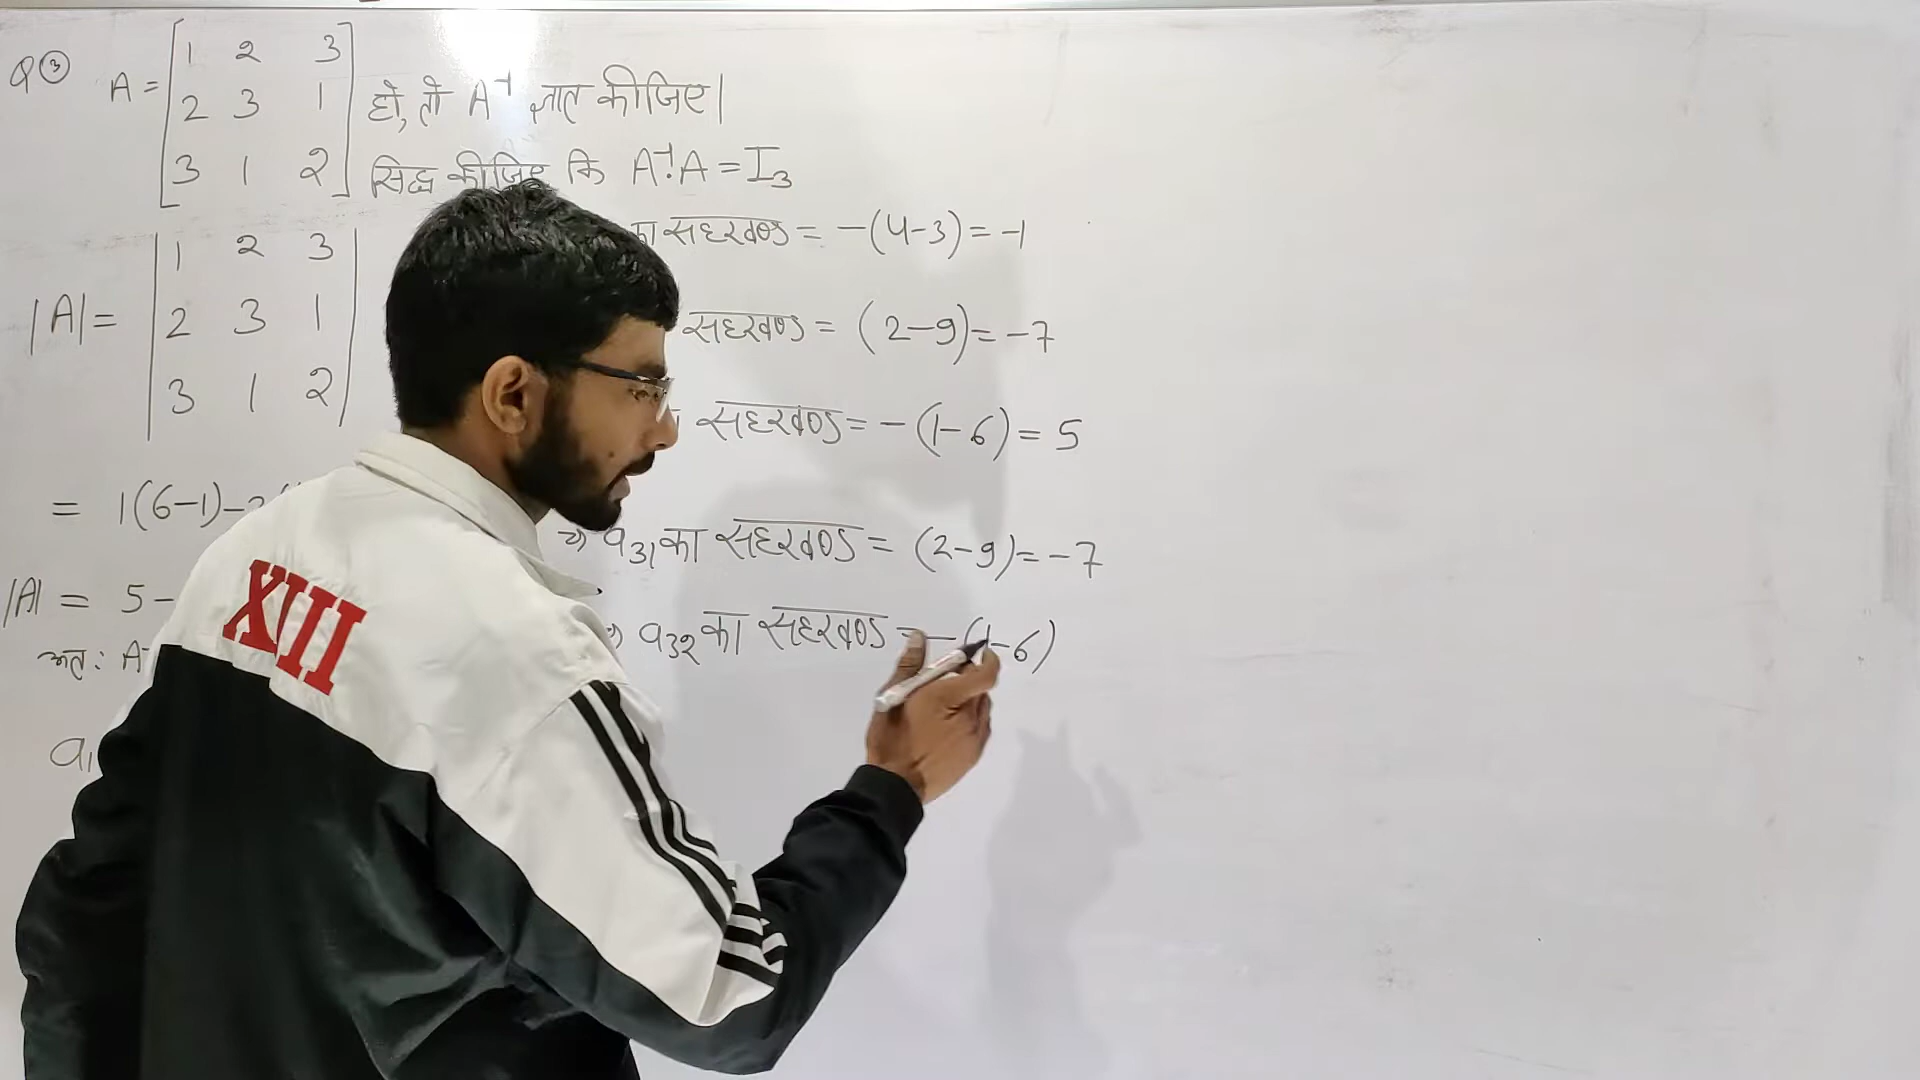 Q③ A = [1 2 3
2 3 1
3 1 2] हो, तो A⁻¹ ज्ञात कीजिए।
सिद्ध कीजिए कि A⁻¹.A = I₃
|A| = |1 2 3
2 3 1
3 1 2|
= 1(6-1)-2
|A| = 5-
अतः A⁻
a₁
का सहखण्ड = -(4-3) = -1
सहखण्ड = (2-9) = -7
सहखण्ड = -(1-6) = 5
⇒ a₃₁ का सहखण्ड = (2-9) = -7
a₃₂ का सहखण्ड = -(1-6)
XIII